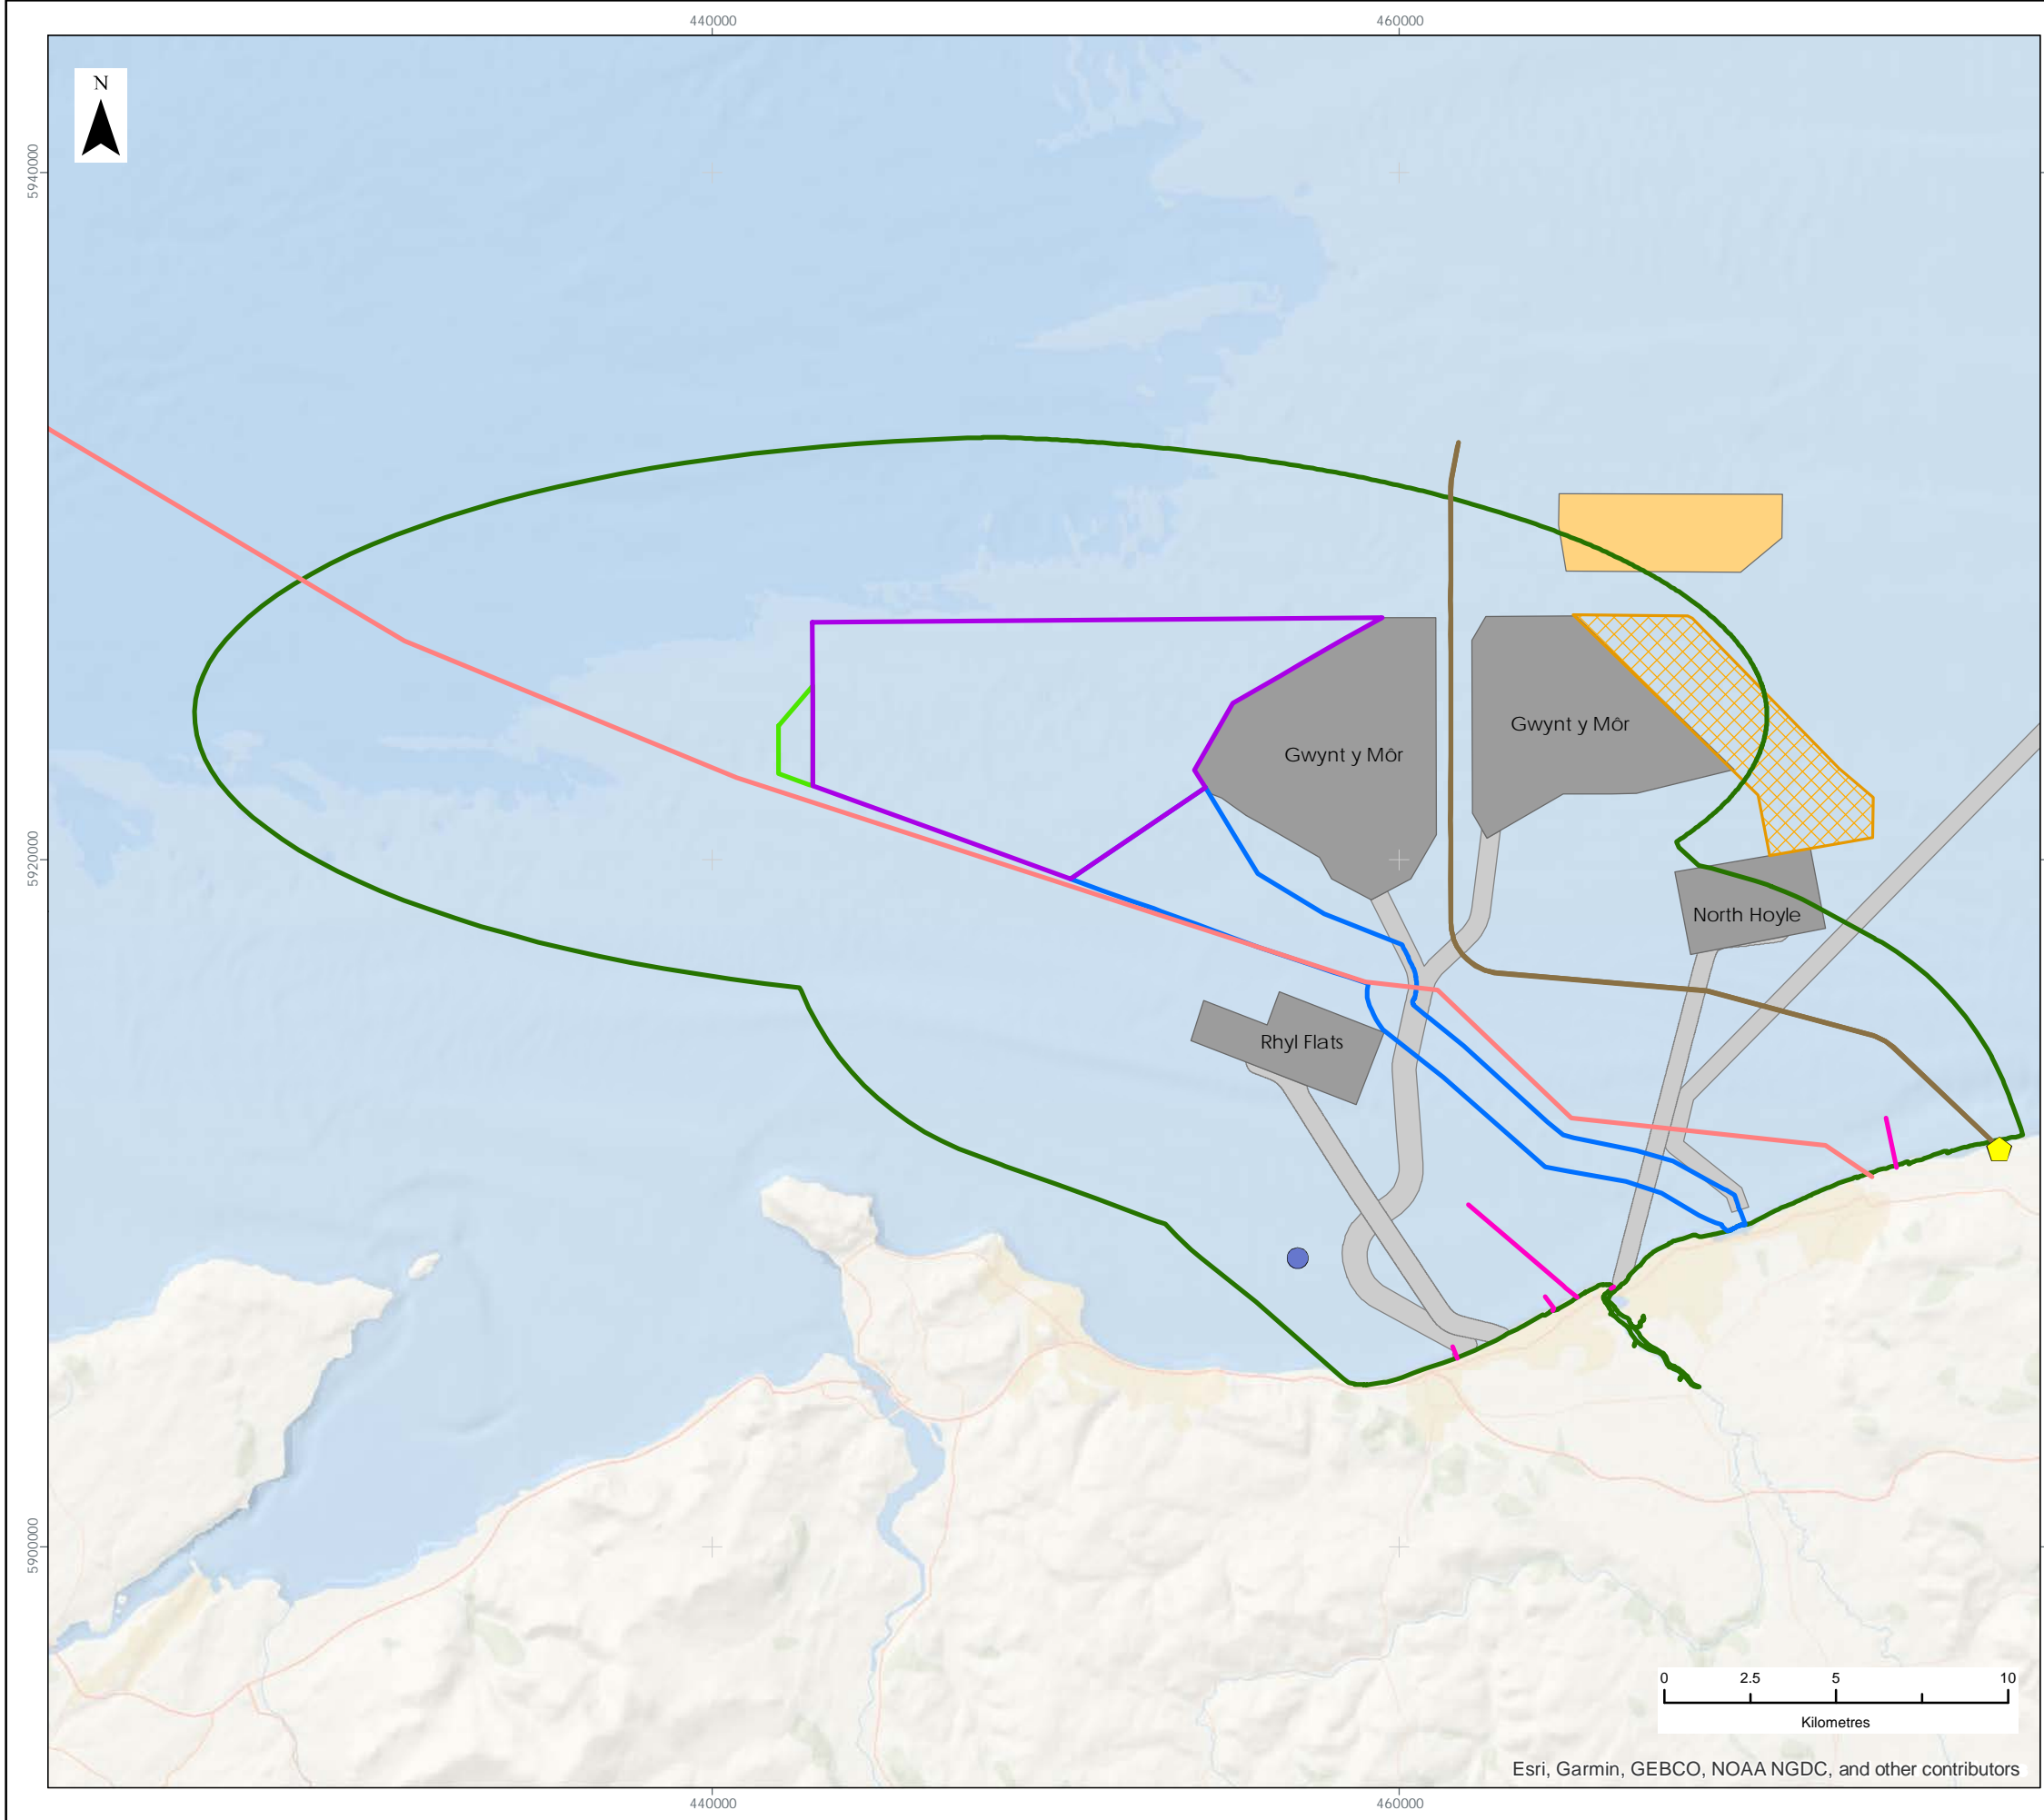 440000
460000
N
5940000
Gwynt y Môr
Gwynt y Môr
5920000
North Hoyle
Rhyl Flats
5900000
0
2.5
5
10
Kilometres
Esri, Garmin, GEBCO, NOAA NGDC, and other contributors
440000
460000